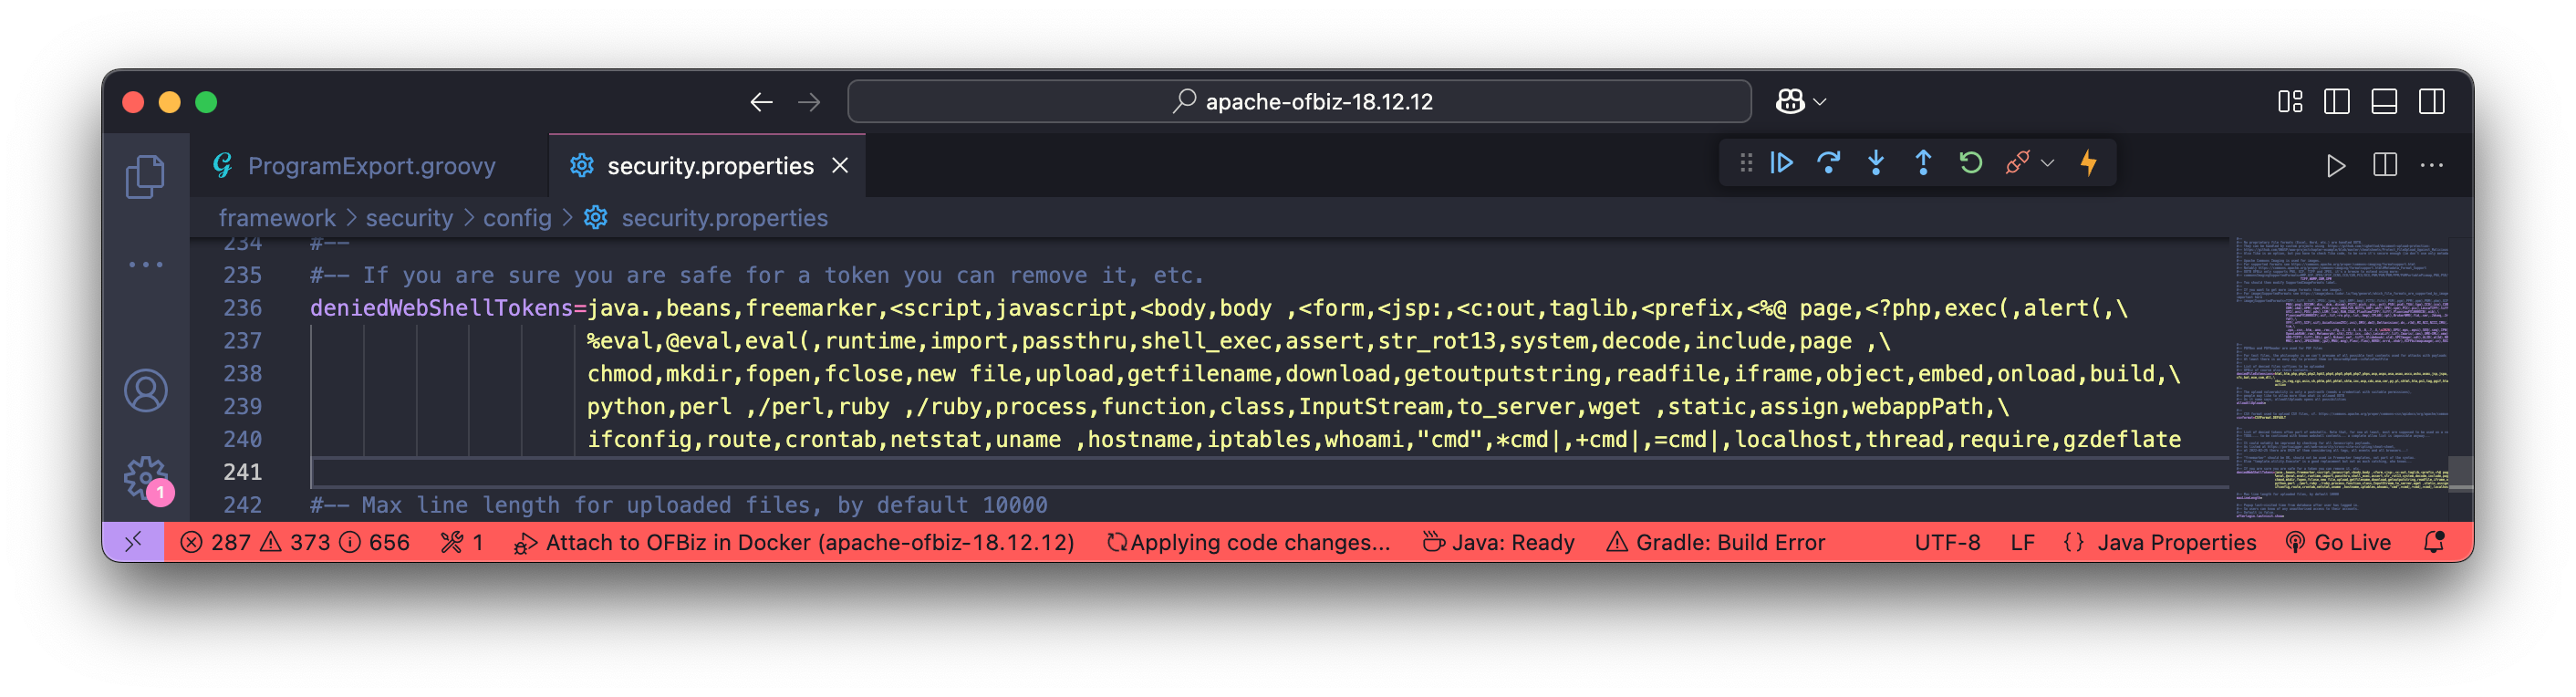 apache-ofbiz-18.12.12
ProgramExport.groovy
security.properties
framework > security > config > security.properties
234 #--
235 #-- If you are sure you are safe for a token you can remove it, etc.
236 deniedWebShellTokens=java.,beans,freemarker,<script,javascript,<body,body ,<form,<jsp:,<c:out,taglib,<prefix,<%@ page,<?php,exec(,alert(,\
237 %eval,@eval,eval(,runtime,import,passthru,shell_exec,assert,str_rot13,system,decode,include,page ,\
238 chmod,mkdir,fopen,fclose,new file,upload,getfilename,download,getoutputstring,readfile,iframe,object,embed,onload,build,\
239 python,perl ,/perl,ruby ,/ruby,process,function,class,InputStream,to_server,wget ,static,assign,webappPath,\
240 ifconfig,route,crontab,netstat,uname ,hostname,iptables,whoami,"cmd",*cmd|,+cmd|,=cmd|,localhost,thread,require,gzdeflate
241
242 #-- Max line length for uploaded files, by default 10000
1
287 373 656 1 Attach to OFBiz in Docker (apache-ofbiz-18.12.12) Applying code changes... Java: Ready Gradle: Build Error UTF-8 LF {} Java Properties Go Live